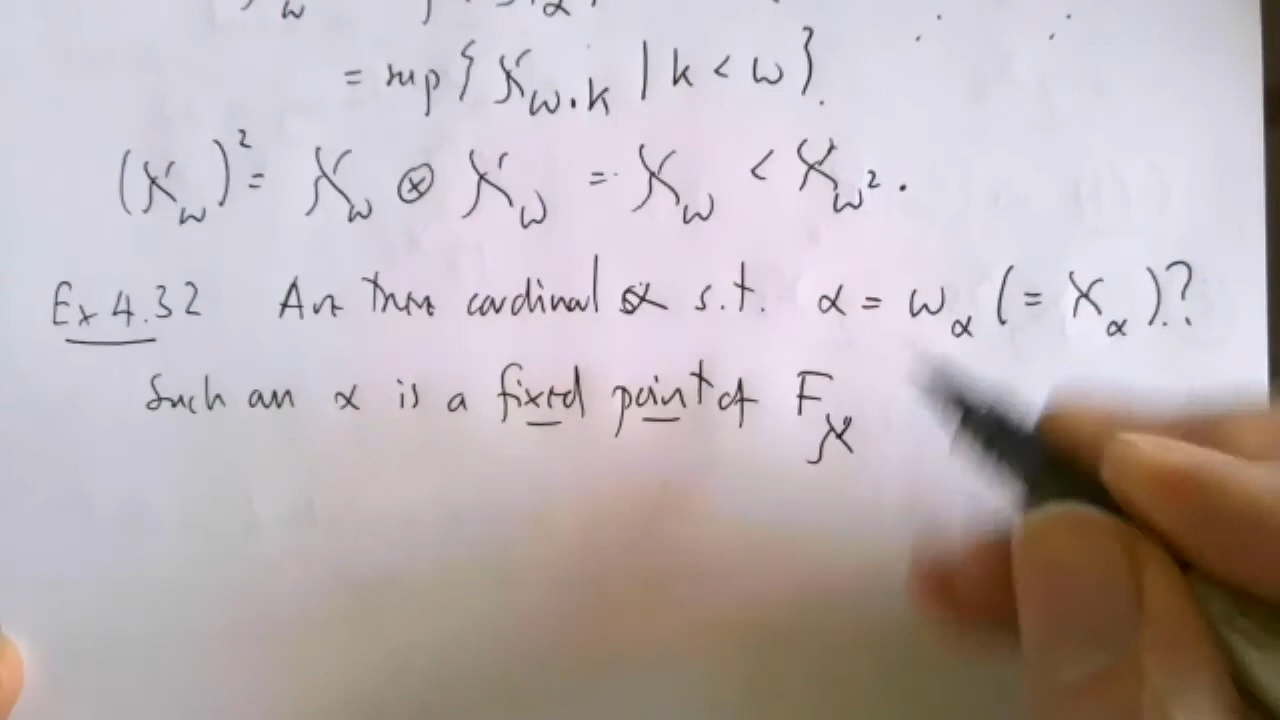 = sup{ ℵ_{ω·k} | k < ω }.
(ℵ_ω)² = ℵ_ω ⊗ ℵ_ω = ℵ_ω < ℵ_{ω²}.
Ex 4.32 Are there cardinal α s.t. α = ω_α (= ℵ_α)?
Such an α is a fixed point of F_ℵ